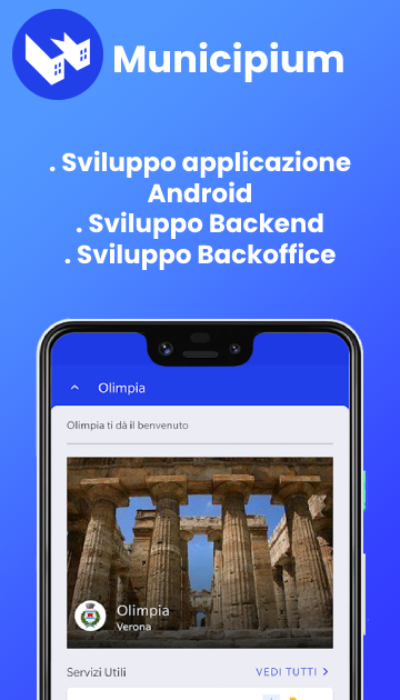 Municipium
. Sviluppo applicazione
Android
. Sviluppo Backend
. Sviluppo Backoffice
Olimpia
Olimpia ti dà il benvenuto
Olimpia
Verona
Servizi Utili
VEDI TUTTI